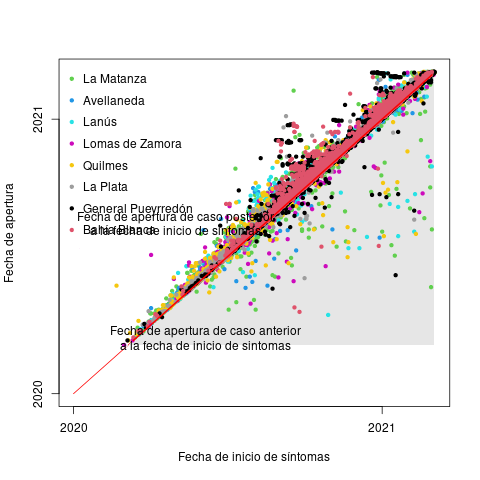 La Matanza
Avellaneda
Lanús
Lomas de Zamora
Quilmes
La Plata
General Pueyrredón
Bahía Blanca
Fecha de apertura de caso posterior
a la fecha de inicio de síntomas
Fecha de apertura de caso anterior
a la fecha de inicio de síntomas
2021
2020
Fecha de apertura
2020
2021
Fecha de inicio de síntomas